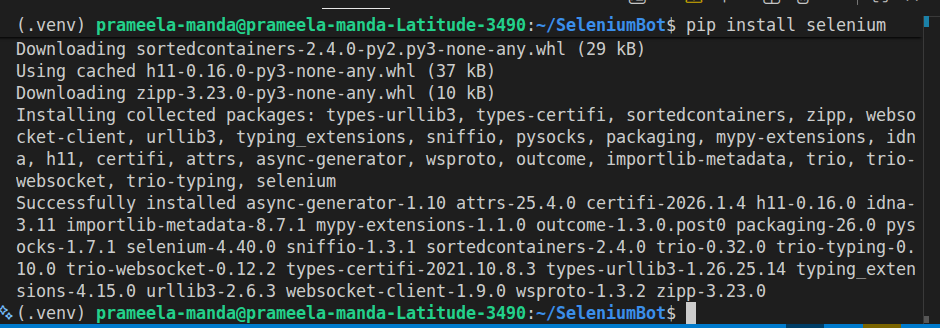 (.venv) prameela-manda@prameela-manda-Latitude-3490:~/SeleniumBot$ pip install selenium
Downloading sortedcontainers-2.4.0-py2.py3-none-any.whl (29 kB)
Using cached h11-0.16.0-py3-none-any.whl (37 kB)
Downloading zipp-3.23.0-py3-none-any.whl (10 kB)
Installing collected packages: types-urllib3, types-certifi, sortedcontainers, zipp, webso
cket-client, urllib3, typing_extensions, sniffio, pysocks, packaging, mypy-extensions, idn
a, h11, certifi, attrs, async-generator, wsproto, outcome, importlib-metadata, trio, trio-
websocket, trio-typing, selenium
Successfully installed async-generator-1.10 attrs-25.4.0 certifi-2026.1.4 h11-0.16.0 idna-
3.11 importlib-metadata-8.7.1 mypy-extensions-1.1.0 outcome-1.3.0.post0 packaging-26.0 pys
ocks-1.7.1 selenium-4.40.0 sniffio-1.3.1 sortedcontainers-2.4.0 trio-0.32.0 trio-typing-0.
10.0 trio-websocket-0.12.2 types-certifi-2021.10.8.3 types-urllib3-1.26.25.14 typing_exten
sions-4.15.0 urllib3-2.6.3 websocket-client-1.9.0 wsproto-1.3.2 zipp-3.23.0
(.venv) prameela-manda@prameela-manda-Latitude-3490:~/SeleniumBot$